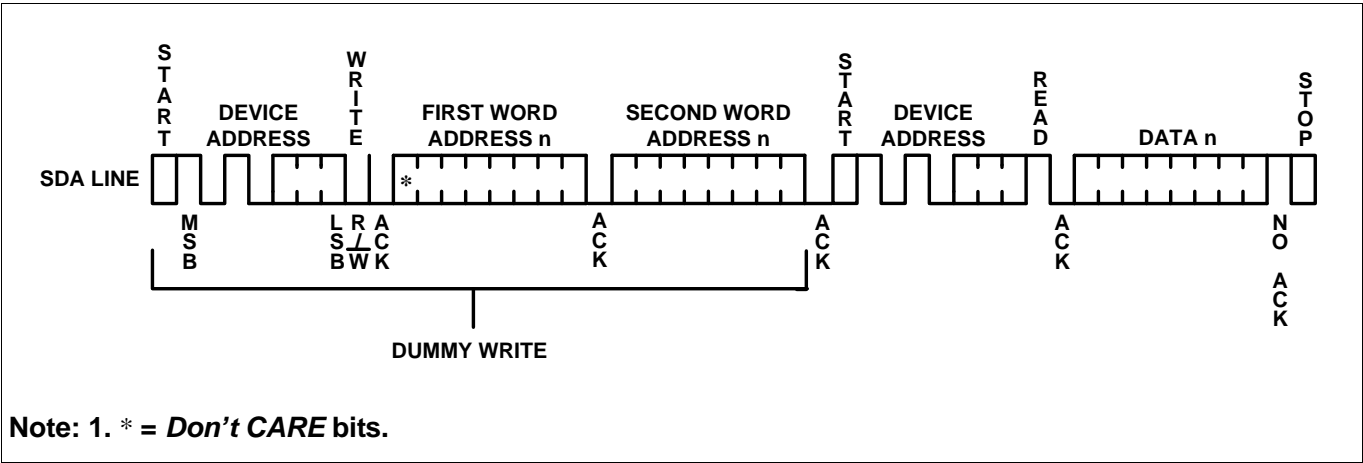 START
DEVICE ADDRESS
WRITE
FIRST WORD ADDRESS n
SECOND WORD ADDRESS n
START
DEVICE ADDRESS
READ
DATA n
STOP
SDA LINE
*
MSB
LSB
R/W
ACK
ACK
ACK
ACK
NO ACK
DUMMY WRITE
Note: 1. * = Don't CARE bits.